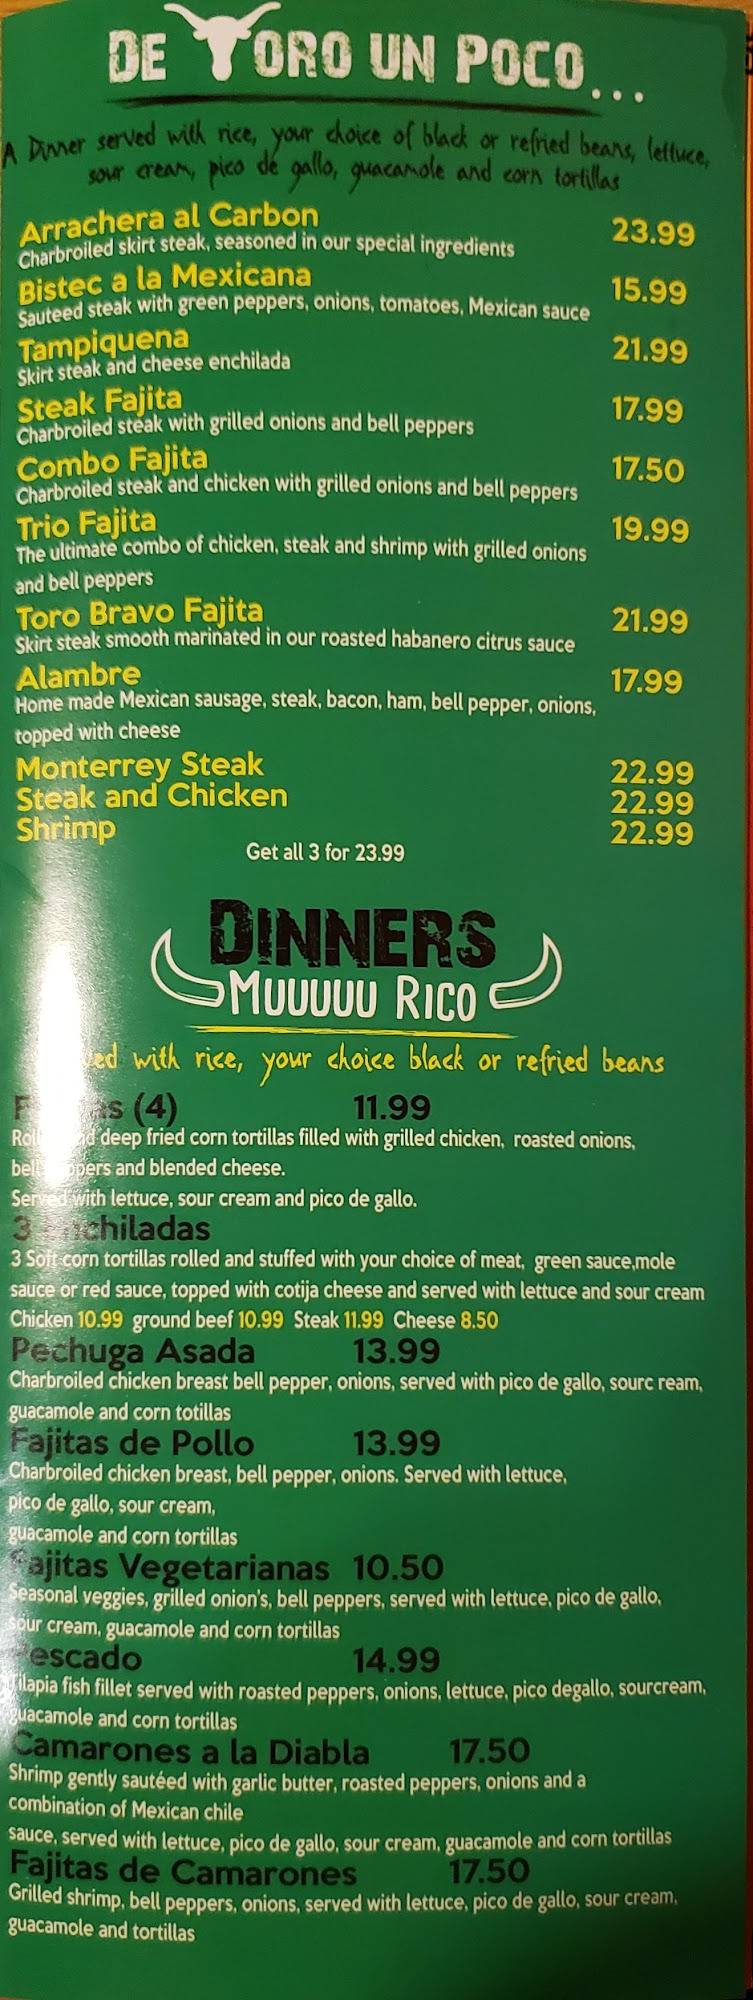 DE TORO UN POCO...
A Dinner served with rice, your choice of black or refried beans, lettuce,
sour cream, pico de gallo, guacamole and corn tortillas
Arrachera al Carbon 23.99
Charbroiled skirt steak, seasoned in our special ingredients
Bistec a la Mexicana 15.99
Sauteed steak with green peppers, onions, tomatoes, Mexican sauce
Tampiquena 21.99
Skirt steak and cheese enchilada
Steak Fajita 17.99
Charbroiled steak with grilled onions and bell peppers
Combo Fajita 17.50
Charbroiled steak and chicken with grilled onions and bell peppers
Trio Fajita 19.99
The ultimate combo of chicken, steak and shrimp with grilled onions
and bell peppers
Toro Bravo Fajita 21.99
Skirt steak smooth marinated in our roasted habanero citrus sauce
Alambre 17.99
Home made Mexican sausage, steak, bacon, ham, bell pepper, onions,
topped with cheese
Monterrey Steak 22.99
Steak and Chicken 22.99
Shrimp 22.99
Get all 3 for 23.99
DINNERS
MUUUUU RICO
with rice, your choice black or refried beans
(4) 11.99
deep fried corn tortillas filled with grilled chicken, roasted onions,
bell peppers and blended cheese.
Served with lettuce, sour cream and pico de gallo.
3 Enchiladas
3 Soft corn tortillas rolled and stuffed with your choice of meat, green sauce,mole
sauce or red sauce, topped with cotija cheese and served with lettuce and sour cream
Chicken 10.99 ground beef 10.99 Steak 11.99 Cheese 8.50
Pechuga Asada 13.99
Charbroiled chicken breast bell pepper, onions, served with pico de gallo, sourc ream,
guacamole and corn totillas
Fajitas de Pollo 13.99
Charbroiled chicken breast, bell pepper, onions. Served with lettuce,
pico de gallo, sour cream,
guacamole and corn tortillas
Fajitas Vegetarianas 10.50
Seasonal veggies, grilled onion's, bell peppers, served with lettuce, pico de gallo,
sour cream, guacamole and corn tortillas
Pescado 14.99
Tilapia fish fillet served with roasted peppers, onions, lettuce, pico degallo, sourcream,
guacamole and corn tortillas
Camarones a la Diabla 17.50
Shrimp gently sautéed with garlic butter, roasted peppers, onions and a
combination of Mexican chile
sauce, served with lettuce, pico de gallo, sour cream, guacamole and corn tortillas
Fajitas de Camarones 17.50
Grilled shrimp, bell peppers, onions, served with lettuce, pico de gallo, sour cream,
guacamole and tortillas